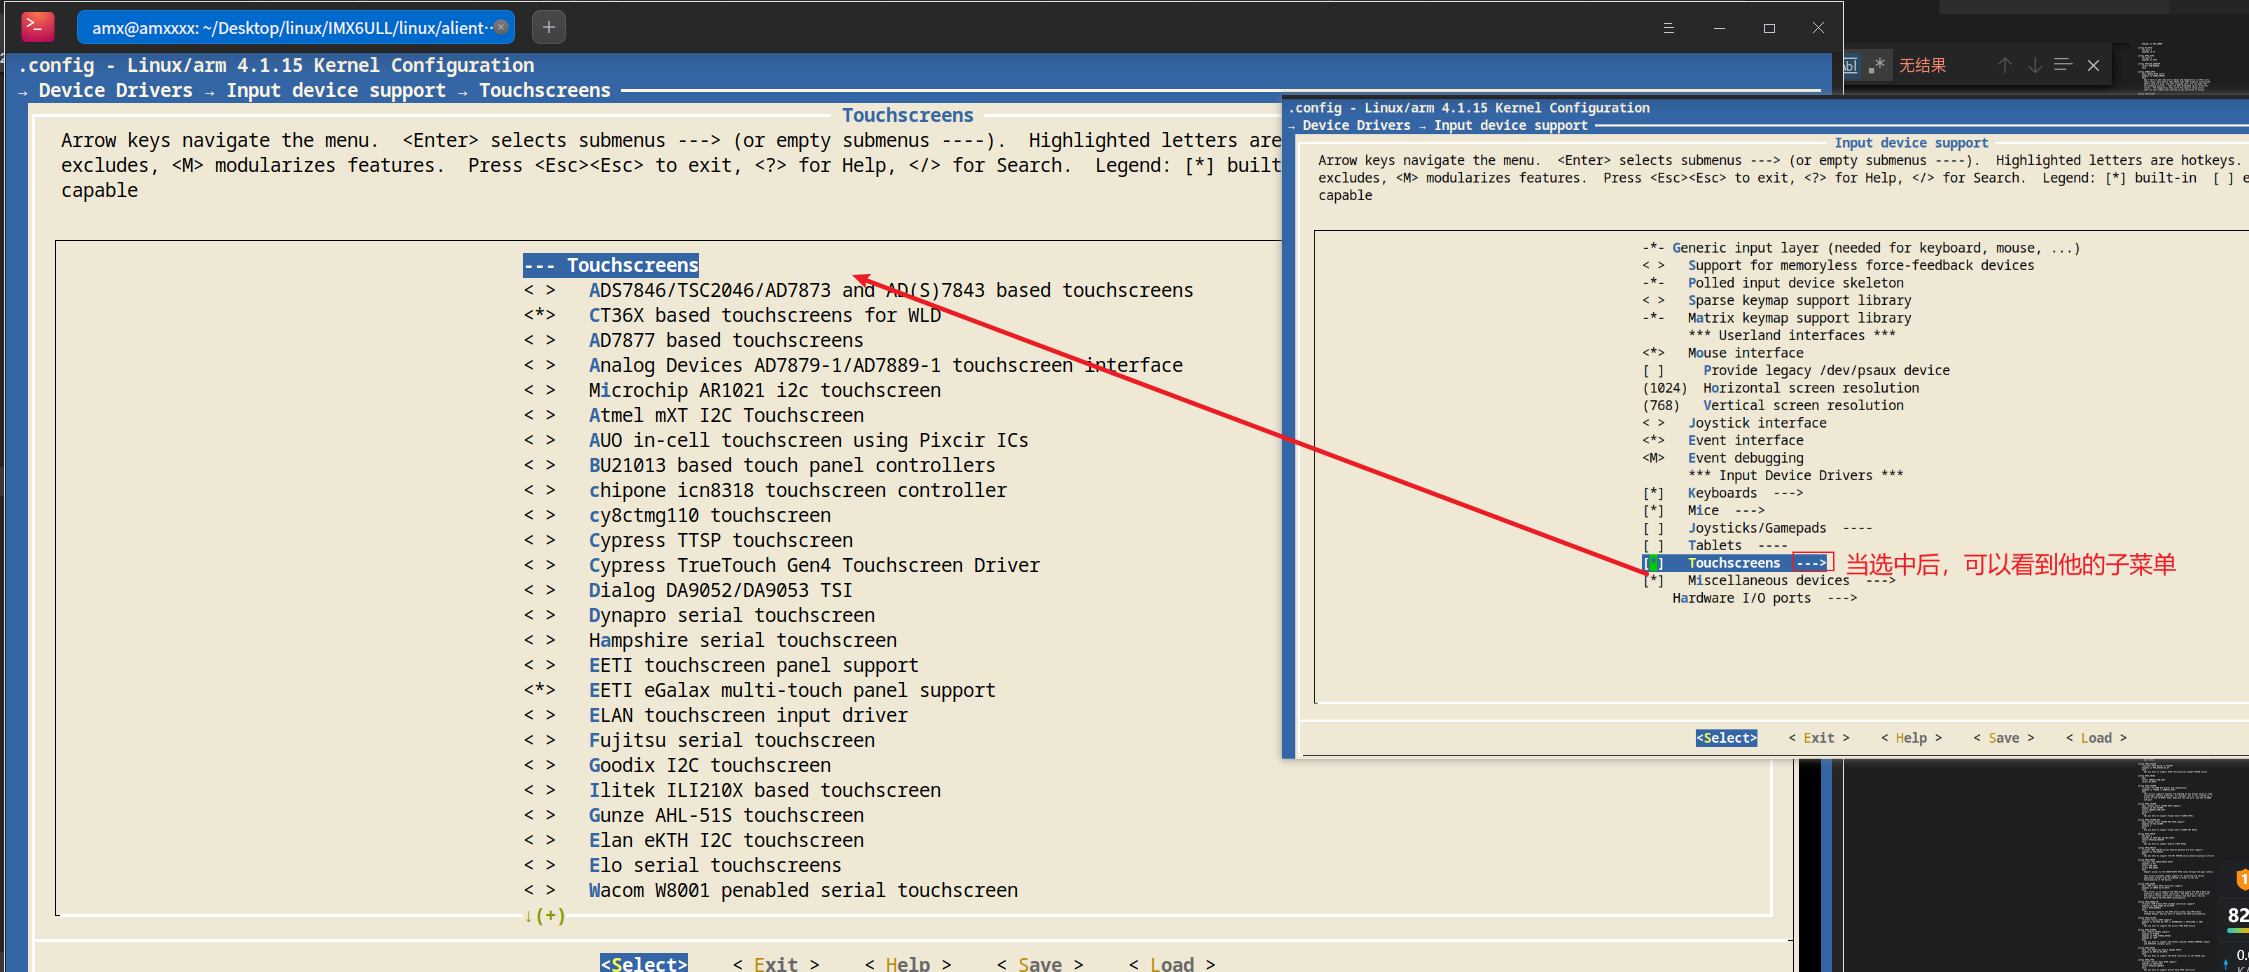 amx@amxxxx: ~/Desktop/linux/IMX6ULL/linux/alient··
.config - Linux/arm 4.1.15 Kernel Configuration
→ Device Drivers → Input device support → Touchscreens
Touchscreens
Arrow keys navigate the menu.  <Enter> selects submenus ---> (or empty submenus ----).  Highlighted letters are
excludes, <M> modularizes features.  Press <Esc><Esc> to exit, <?> for Help, </> for Search.  Legend: [*] built
capable
--- Touchscreens
< >   ADS7846/TSC2046/AD7873 and AD(S)7843 based touchscreens
<*>   CT36X based touchscreens for WLD
< >   AD7877 based touchscreens
< >   Analog Devices AD7879-1/AD7889-1 touchscreen interface
< >   Microchip AR1021 i2c touchscreen
< >   Atmel mXT I2C Touchscreen
< >   AUO in-cell touchscreen using Pixcir ICs
< >   BU21013 based touch panel controllers
< >   chipone icn8318 touchscreen controller
< >   cy8ctmg110 touchscreen
< >   Cypress TTSP touchscreen
< >   Cypress TrueTouch Gen4 Touchscreen Driver
< >   Dialog DA9052/DA9053 TSI
< >   Dynapro serial touchscreen
< >   Hampshire serial touchscreen
< >   EETI touchscreen panel support
<*>   EETI eGalax multi-touch panel support
< >   ELAN touchscreen input driver
< >   Fujitsu serial touchscreen
< >   Goodix I2C touchscreen
< >   Ilitek ILI210X based touchscreen
< >   Gunze AHL-51S touchscreen
< >   Elan eKTH I2C touchscreen
< >   Elo serial touchscreens
< >   Wacom W8001 penabled serial touchscreen
↓(+)
<Select>    < Exit >    < Help >    < Save >    < Load >
无结果
.config - Linux/arm 4.1.15 Kernel Configuration
→ Device Drivers → Input device support
Input device support
Arrow keys navigate the menu.  <Enter> selects submenus ---> (or empty submenus ----).  Highlighted letters are hotkeys.
excludes, <M> modularizes features.  Press <Esc><Esc> to exit, <?> for Help, </> for Search.  Legend: [*] built-in  [ ] e
capable
-*- Generic input layer (needed for keyboard, mouse, ...)
< >   Support for memoryless force-feedback devices
-*-   Polled input device skeleton
< >   Sparse keymap support library
-*-   Matrix keymap support library
*** Userland interfaces ***
<*>   Mouse interface
[ ]     Provide legacy /dev/psaux device
(1024)  Horizontal screen resolution
(768)   Vertical screen resolution
< >   Joystick interface
<*>   Event interface
<M>   Event debugging
*** Input Device Drivers ***
[*]   Keyboards  --->
[*]   Mice  --->
[ ]   Joysticks/Gamepads  ----
[ ]   Tablets  ----
[*]   Touchscreens  --->
当选中后，可以看到他的子菜单
[*]   Miscellaneous devices  --->
Hardware I/O ports  --->
<Select>    < Exit >    < Help >    < Save >    < Load >
82